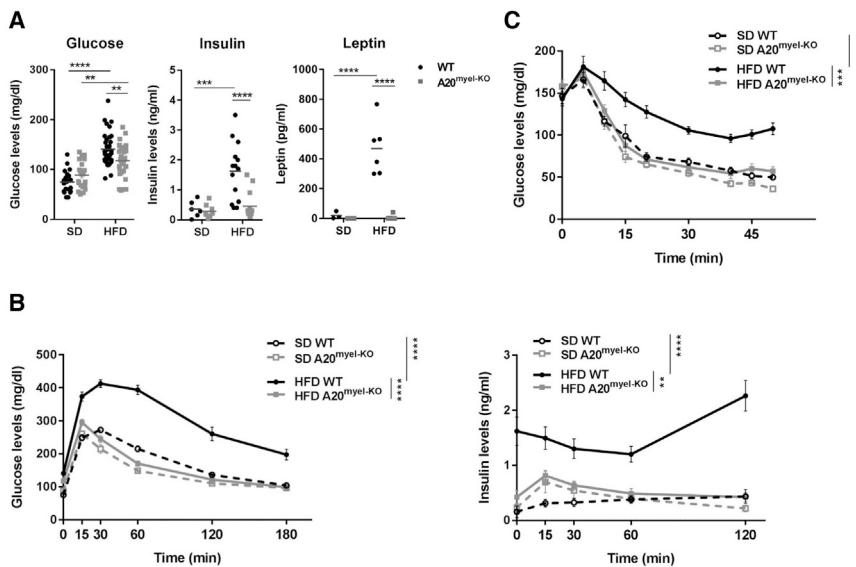 A
Glucose
Insulin
Leptin
WT
A20myel-KO
Glucose levels (mg/dl)
300
200
100
0
SD
HFD
****
**
**
Insulin levels (ng/ml)
5
4
3
2
1
0
SD
HFD
***
****
Leptin (pg/ml)
1000
800
600
400
200
0
SD
HFD
****
****
C
SD WT
SD A20myel-KO
HFD WT
HFD A20myel-KO
***
Glucose levels (mg/dl)
200
150
100
50
0
0
15
30
45
Time (min)
B
SD WT
SD A20myel-KO
HFD WT
HFD A20myel-KO
****
****
Glucose levels (mg/dl)
500
400
300
200
100
0
0
15
30
60
120
180
Time (min)
SD WT
SD A20myel-KO
HFD WT
HFD A20myel-KO
****
**
Insulin levels (ng/ml)
3
2
1
0
0
15
30
60
120
Time (min)